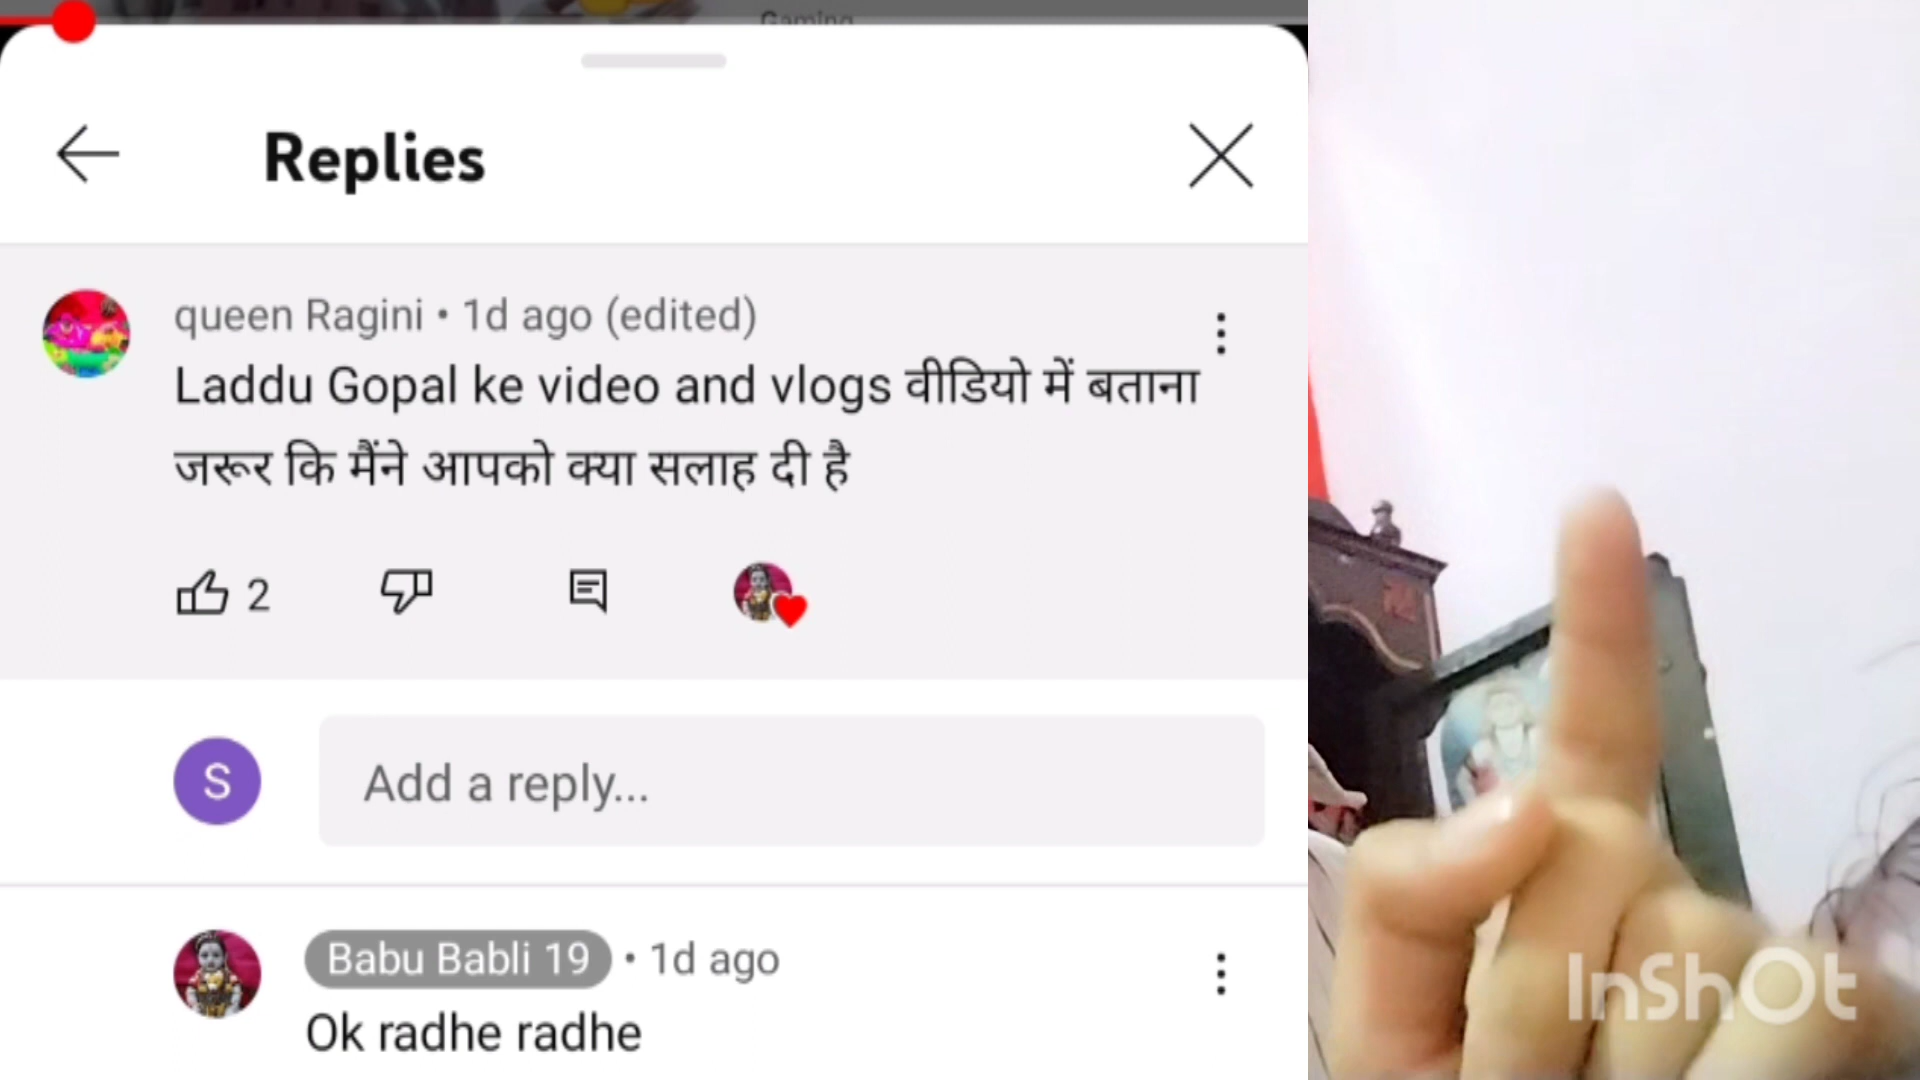 Gaming
Replies
queen Ragini • 1d ago (edited)
Laddu Gopal ke video and vlogs वीडियो में बताना
जरूर कि मैंने आपको क्या सलाह दी है
2
S
Add a reply...
Babu Babli 19 • 1d ago
Ok radhe radhe
InShOt